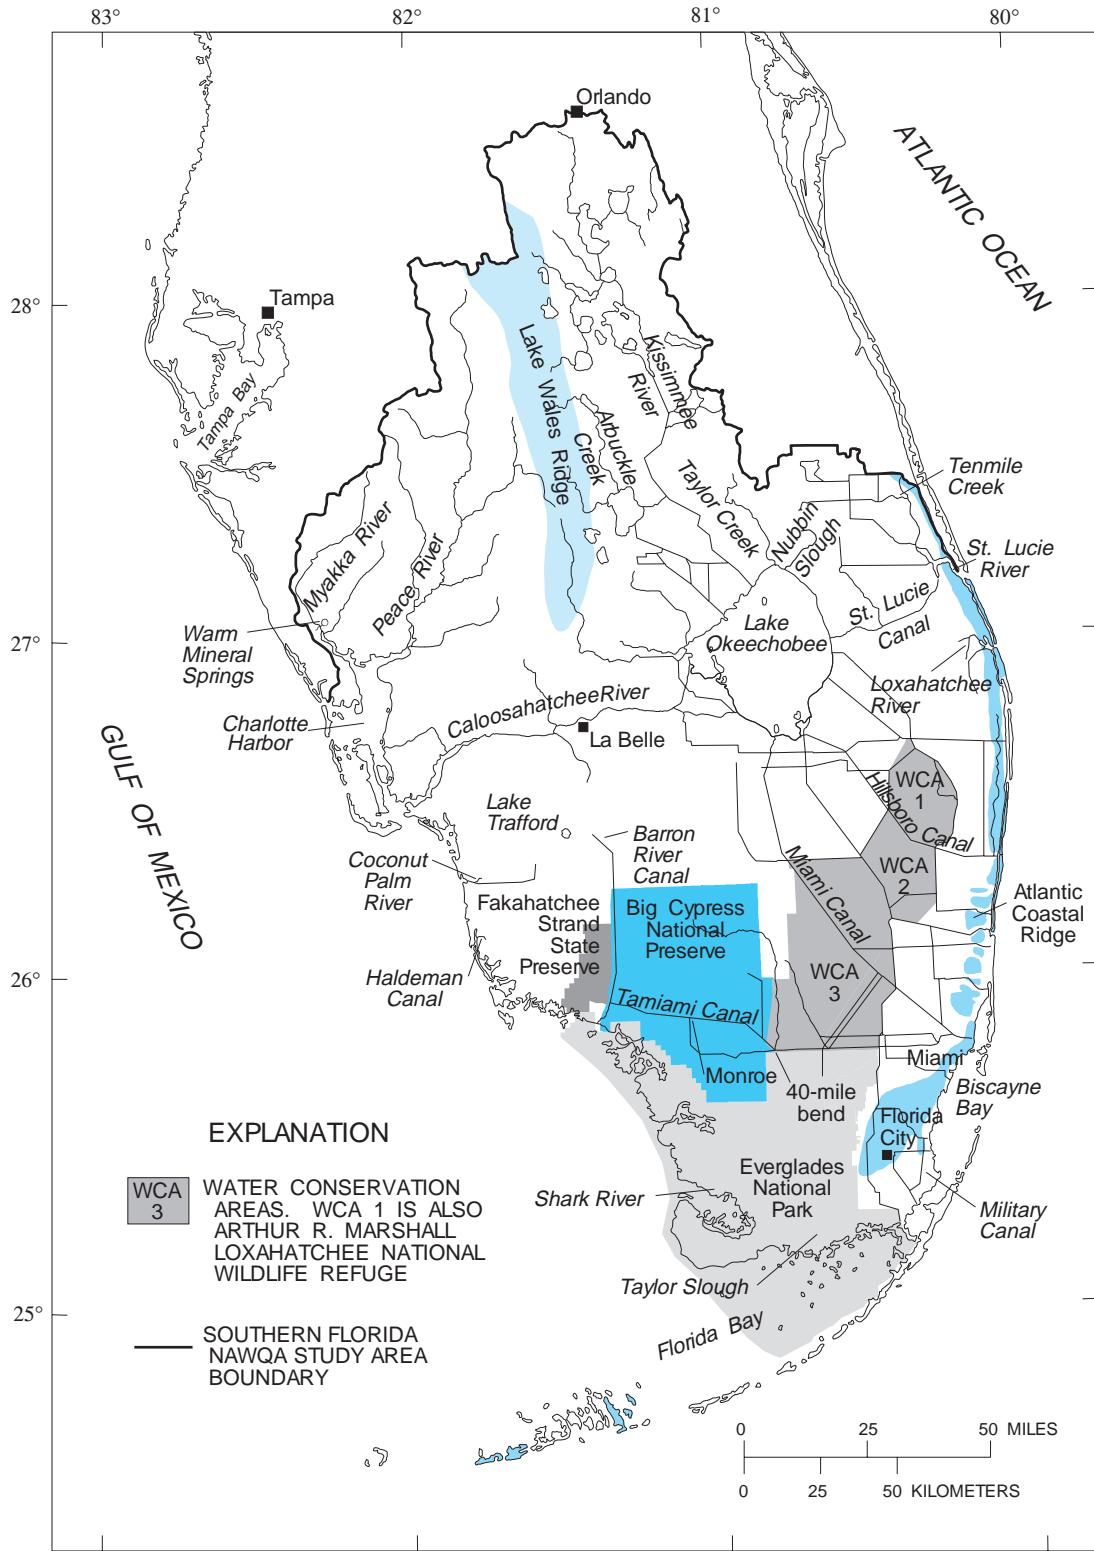 83°
82°
81°
80°
Orlando
ATLANTIC OCEAN
28°
Tampa
Tampa Bay
Lake Wales Ridge
Kissimmee
River
Arbuckle
Creek
Taylor Creek
Nubbin
Slough
Tenmile
Creek
St. Lucie
River
Myakka River
Peace River
St. Lucie
Canal
Lake
Okeechobee
27°
Warm
Mineral
Springs
Loxahatchee
River
Charlotte
Harbor
Caloosahatchee River
La Belle
GULF OF MEXICO
WCA
1
Hillsboro Canal
Lake
Trafford
Barron
River
Canal
Miami Canal
WCA
2
Coconut
Palm
River
Atlantic
Coastal
Ridge
Fakahatchee
Strand
State
Preserve
Big Cypress
National
Preserve
WCA
3
26°
Haldeman
Canal
Tamiami Canal
Monroe
40-mile
bend
Miami
Biscayne
Bay
Florida
City
Everglades
National
Park
Shark River
Military
Canal
Taylor Slough
25°
Florida Bay
EXPLANATION
WCA
3
WATER CONSERVATION
AREAS. WCA 1 IS ALSO
ARTHUR R. MARSHALL
LOXAHATCHEE NATIONAL
WILDLIFE REFUGE
SOUTHERN FLORIDA
NAWQA STUDY AREA
BOUNDARY
0 25 50 MILES
0 25 50 KILOMETERS